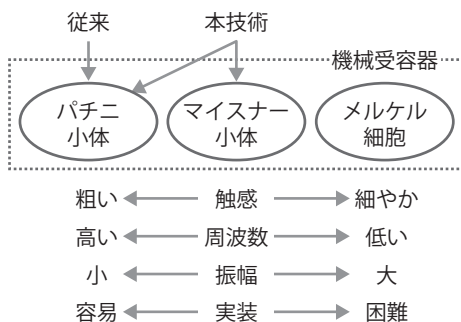 従来
本技術
機械受容器
パチニ
小体
マイスナー
小体
メルケル
細胞
粗い 触感 細やか
高い 周波数 低い
小 振幅 大
容易 実装 困難